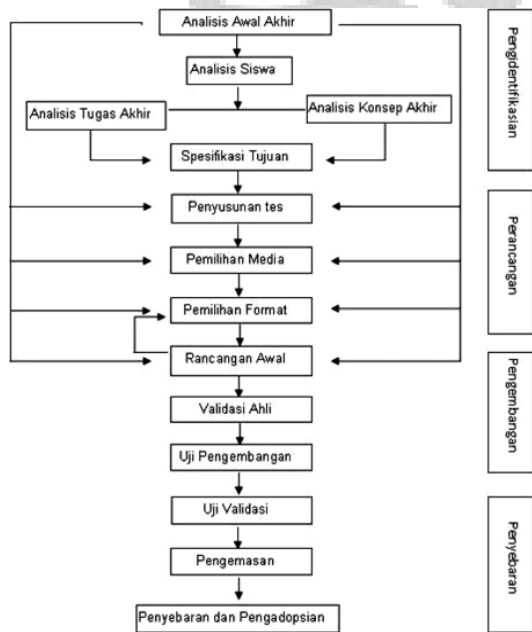 Analisis Awal Akhir
Analisis Siswa
Analisis Tugas Akhir
Analisis Konsep Akhir
Spesifikasi Tujuan
Penyusunan tes
Pemilihan Media
Pemilihan Format
Rancangan Awal
Validasi Ahli
Uji Pengembangan
Uji Validasi
Pengemasan
Penyebaran dan Pengadopsian
Pengidentifikasian
Perancangan
Pengembangan
Penyebaran